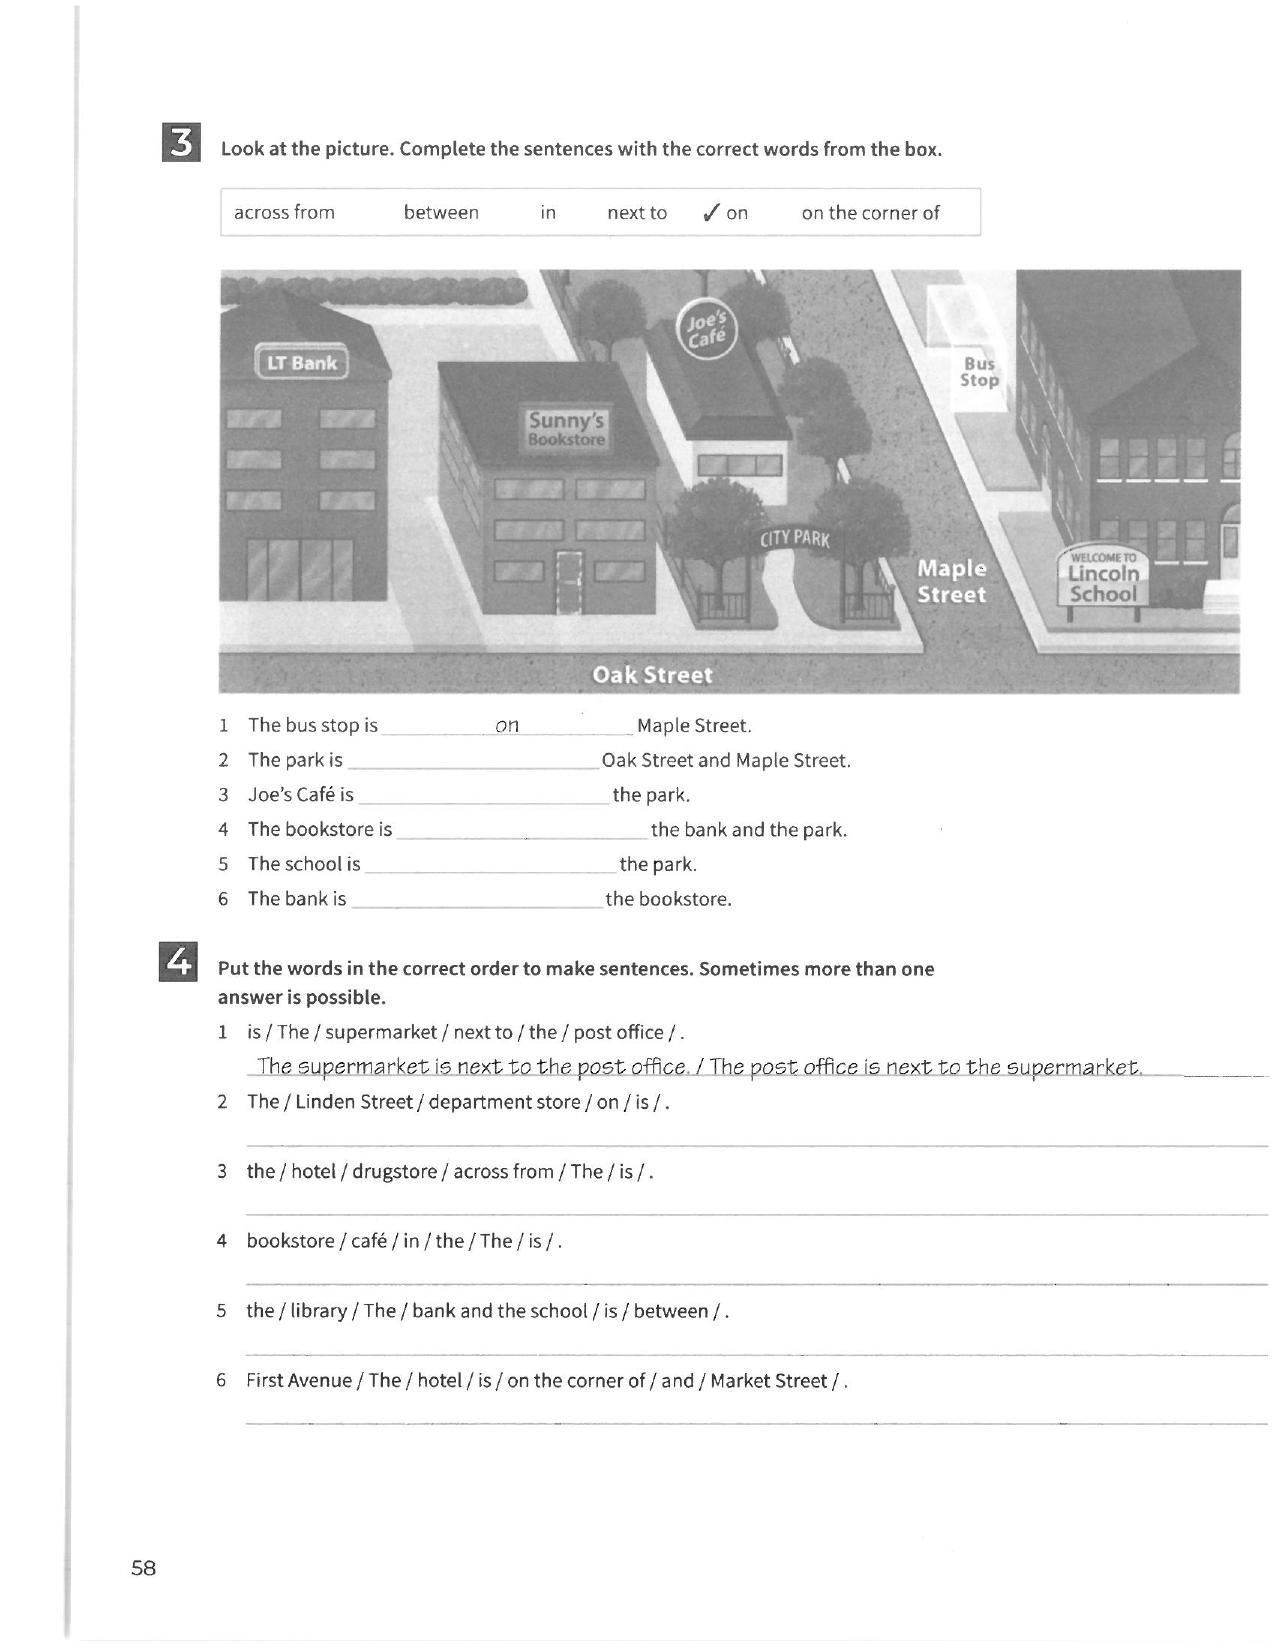 3 Look at the picture. Complete the sentences with the correct words from the box.
across from between in next to ✓ on on the corner of
LT Bank
Sunny's
Bookstore
Joe's
Café
Bus
Stop
CITY PARK
Maple
Street
WELCOME TO
Lincoln
School
Oak Street
1 The bus stop is on Maple Street.
2 The park is Oak Street and Maple Street.
3 Joe's Café is the park.
4 The bookstore is the bank and the park.
5 The school is the park.
6 The bank is the bookstore.
4 Put the words in the correct order to make sentences. Sometimes more than one
answer is possible.
1 is / The / supermarket / next to / the / post office / .
The supermarket is next to the post office. / The post office is next to the supermarket.
2 The / Linden Street / department store / on / is / .
3 the / hotel / drugstore / across from / The / is / .
4 bookstore / café / in / the / The / is / .
5 the / library / The / bank and the school / is / between / .
6 First Avenue / The / hotel / is / on the corner of / and / Market Street / .
58